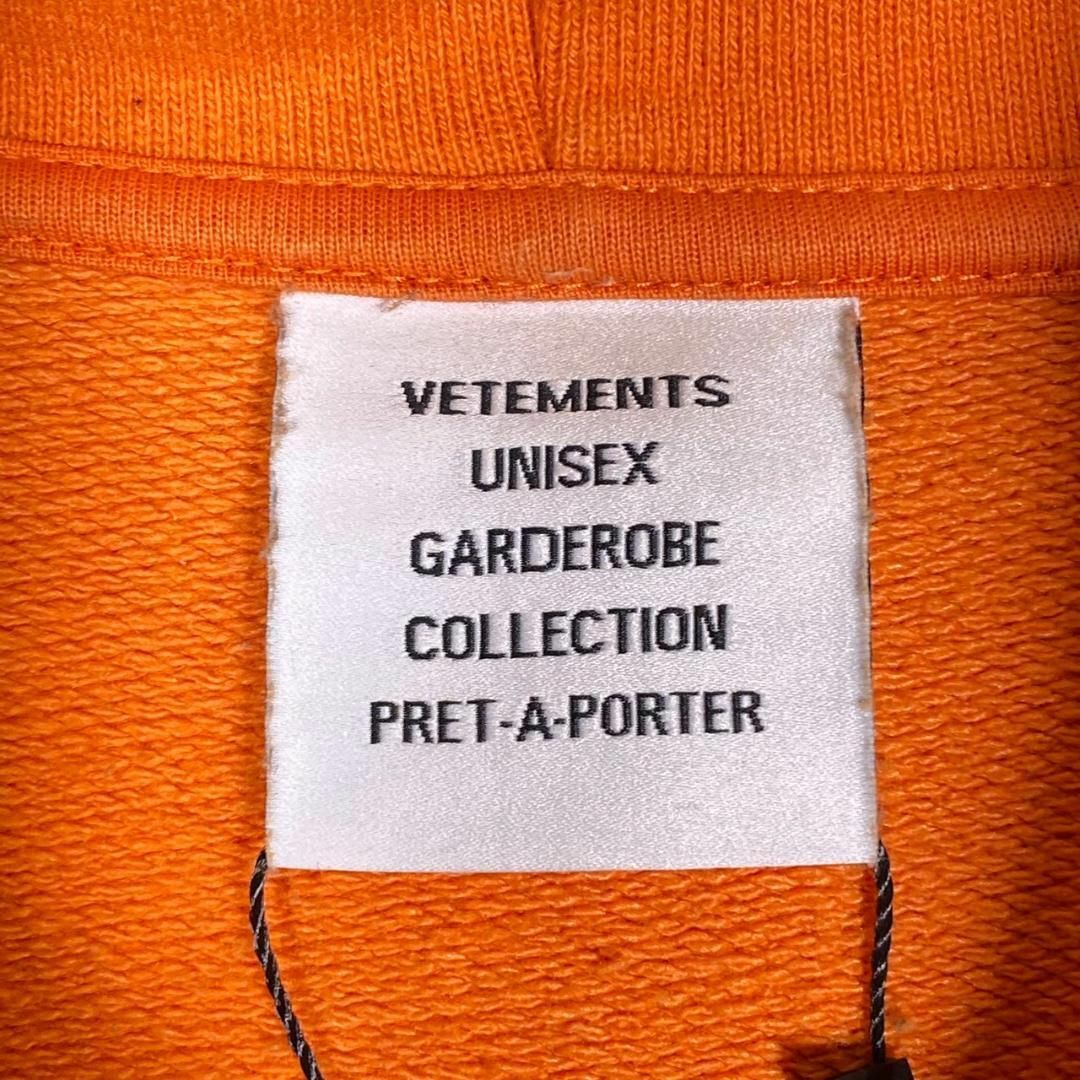 VETEMENTS
UNISEX
GARDEROBE
COLLECTION
PRET-A-PORTER